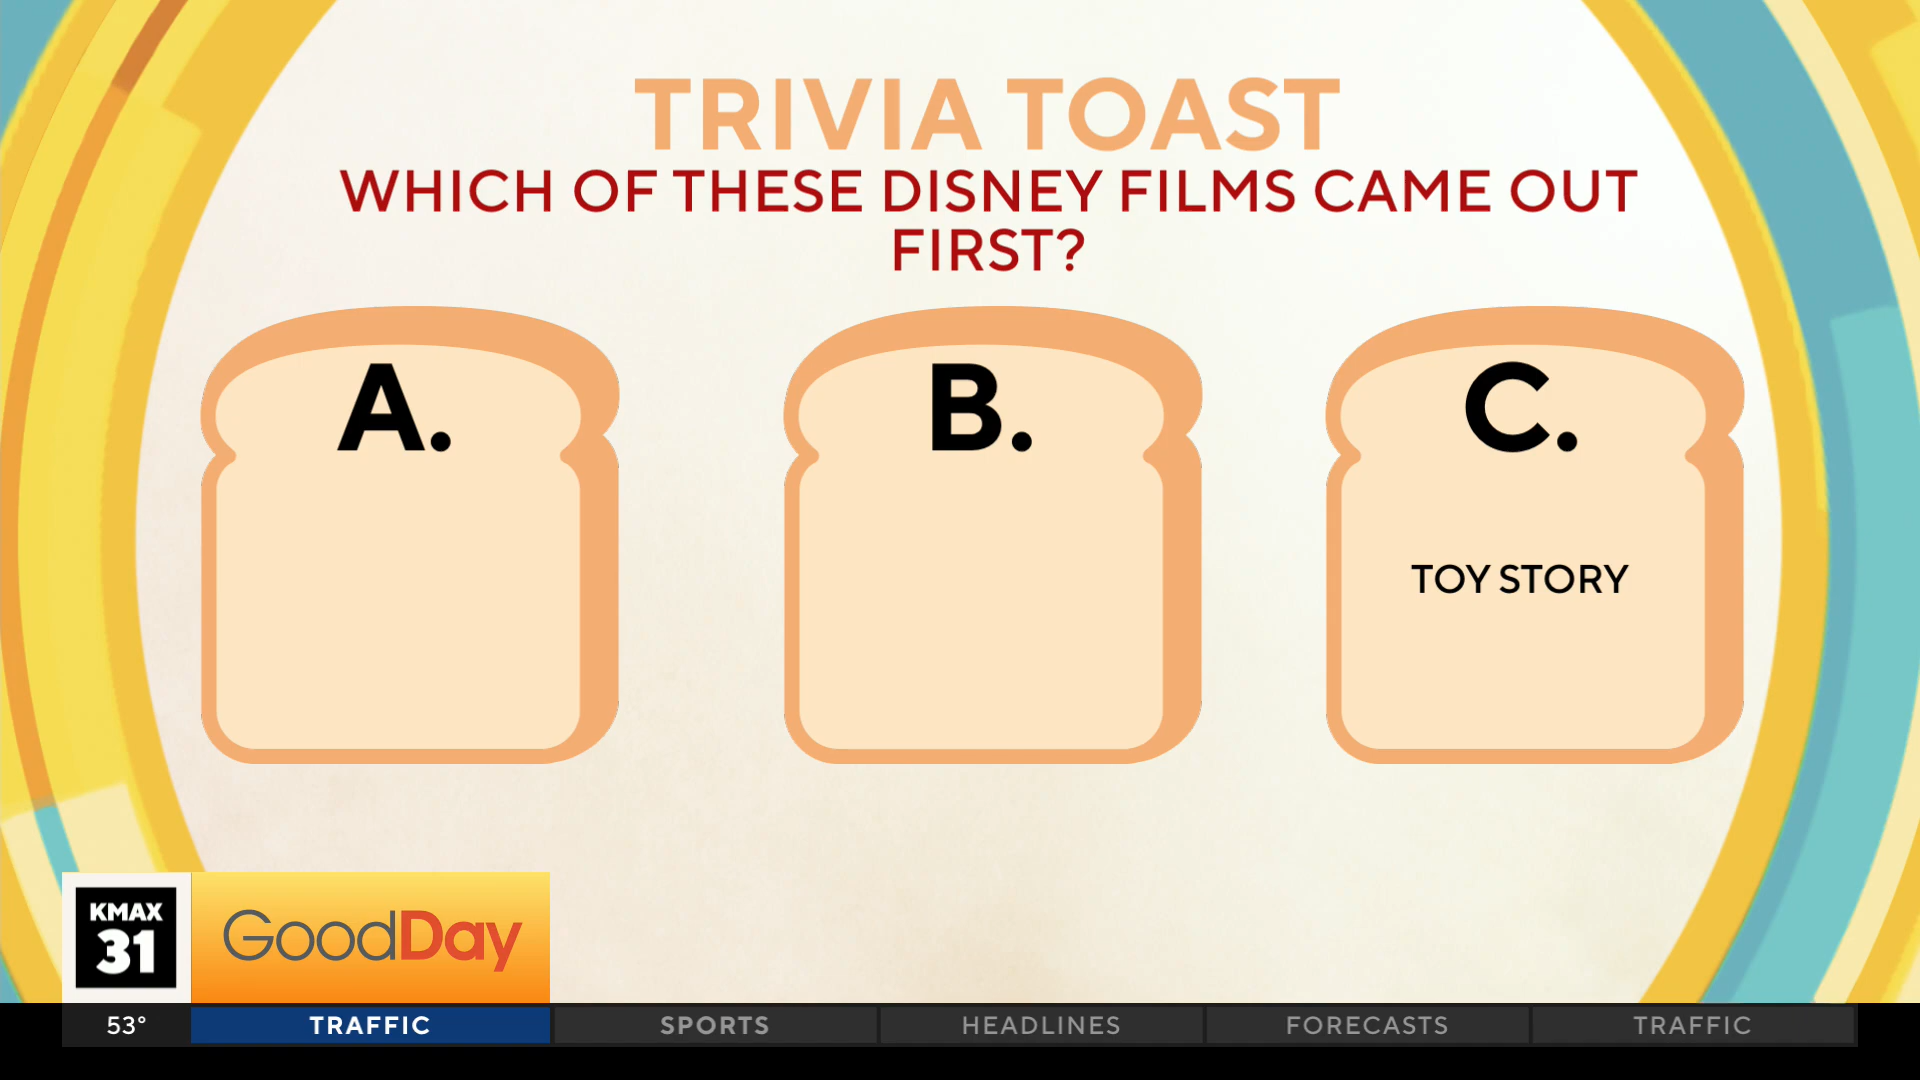 TRIVIA TOAST
WHICH OF THESE DISNEY FILMS CAME OUT
FIRST?
A.
B.
C.
TOY STORY
KMAX
31
GoodDay
53°
TRAFFIC
SPORTS
HEADLINES
FORECASTS
TRAFFIC